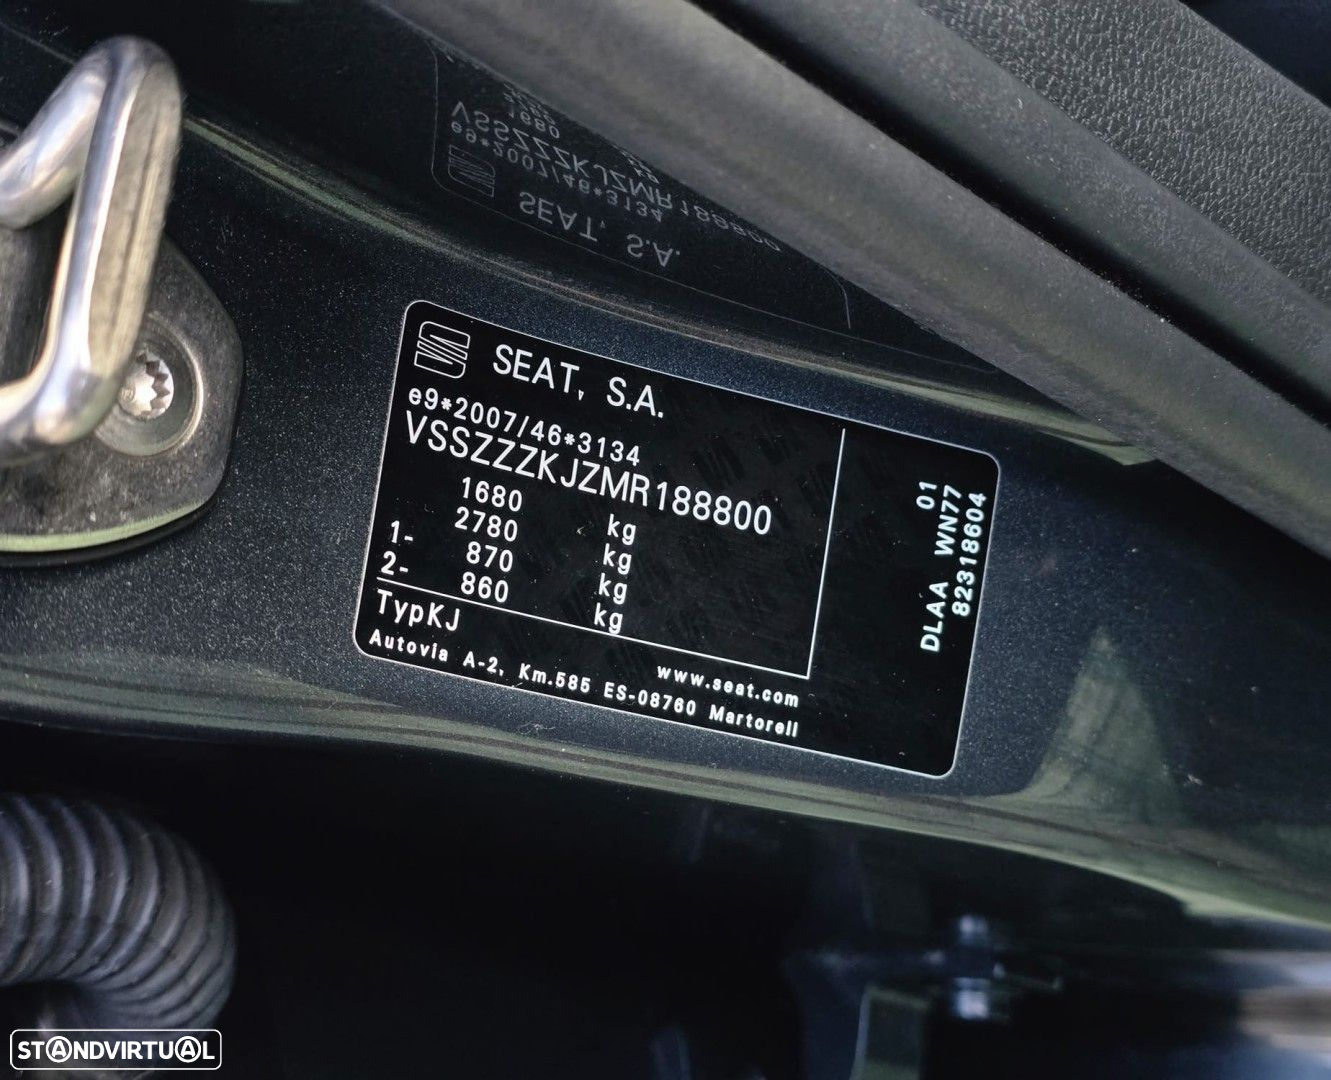 SEAT, S.A.
e9*2007/46*3134
VSSZZZKJZMR188800
1680 kg
2780 kg
1- 870 kg
2- 860 kg
TypKJ
www.seat.com
Autovia A-2, Km.585 ES-08760 Martorell
01
DLAA WN77
82318604
STANDVIRTUAL